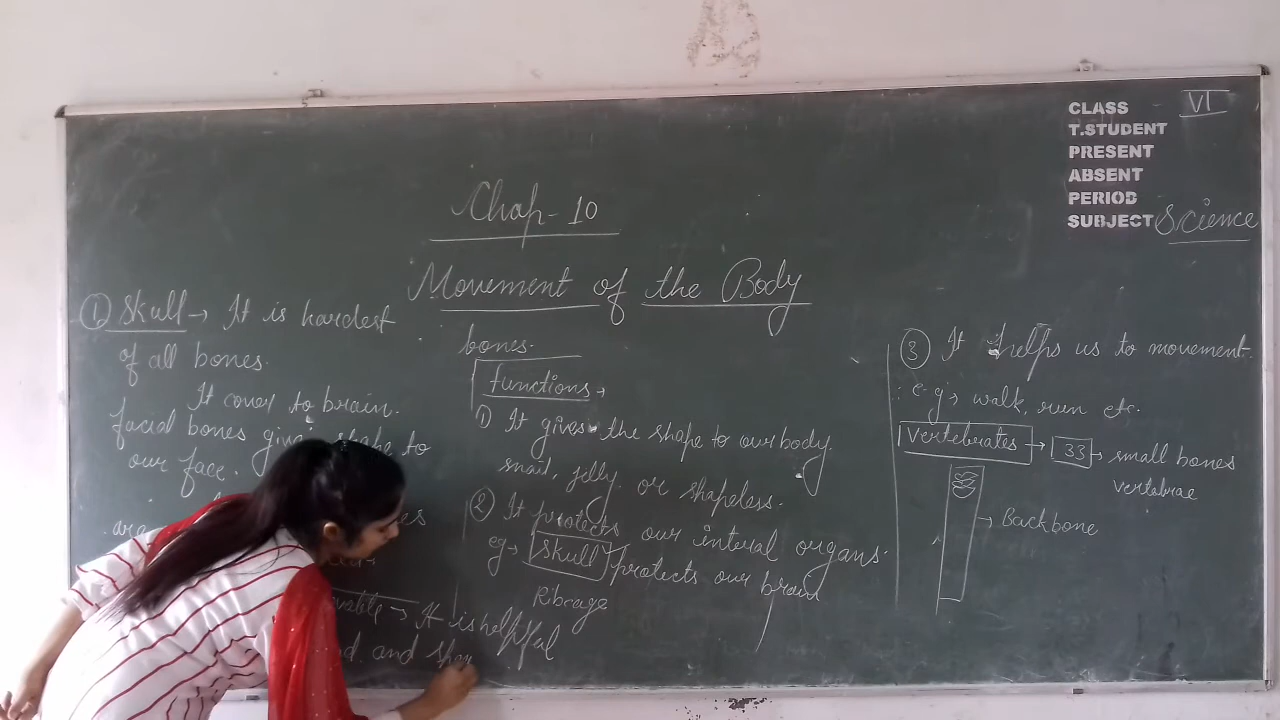 CLASS VI
T.STUDENT
PRESENT
ABSENT
PERIOD
SUBJECT Science
Chap-10
Movement of the Body
① Skull → It is hardest
of all bones.
It cover to brain.
facial bones gives shape to
our face.
are
It is helpful
and spo
bones.
functions →
1) It gives the shape to our body.
snail, jelly or shapeless.
② It protects our interal organs.
eg → Skull protects our brain
Ribcage
③ It helps us to movement.
e.g → walk, run etc.
Vertebrates → 33 → small bones
vertebrae
→ Backbone